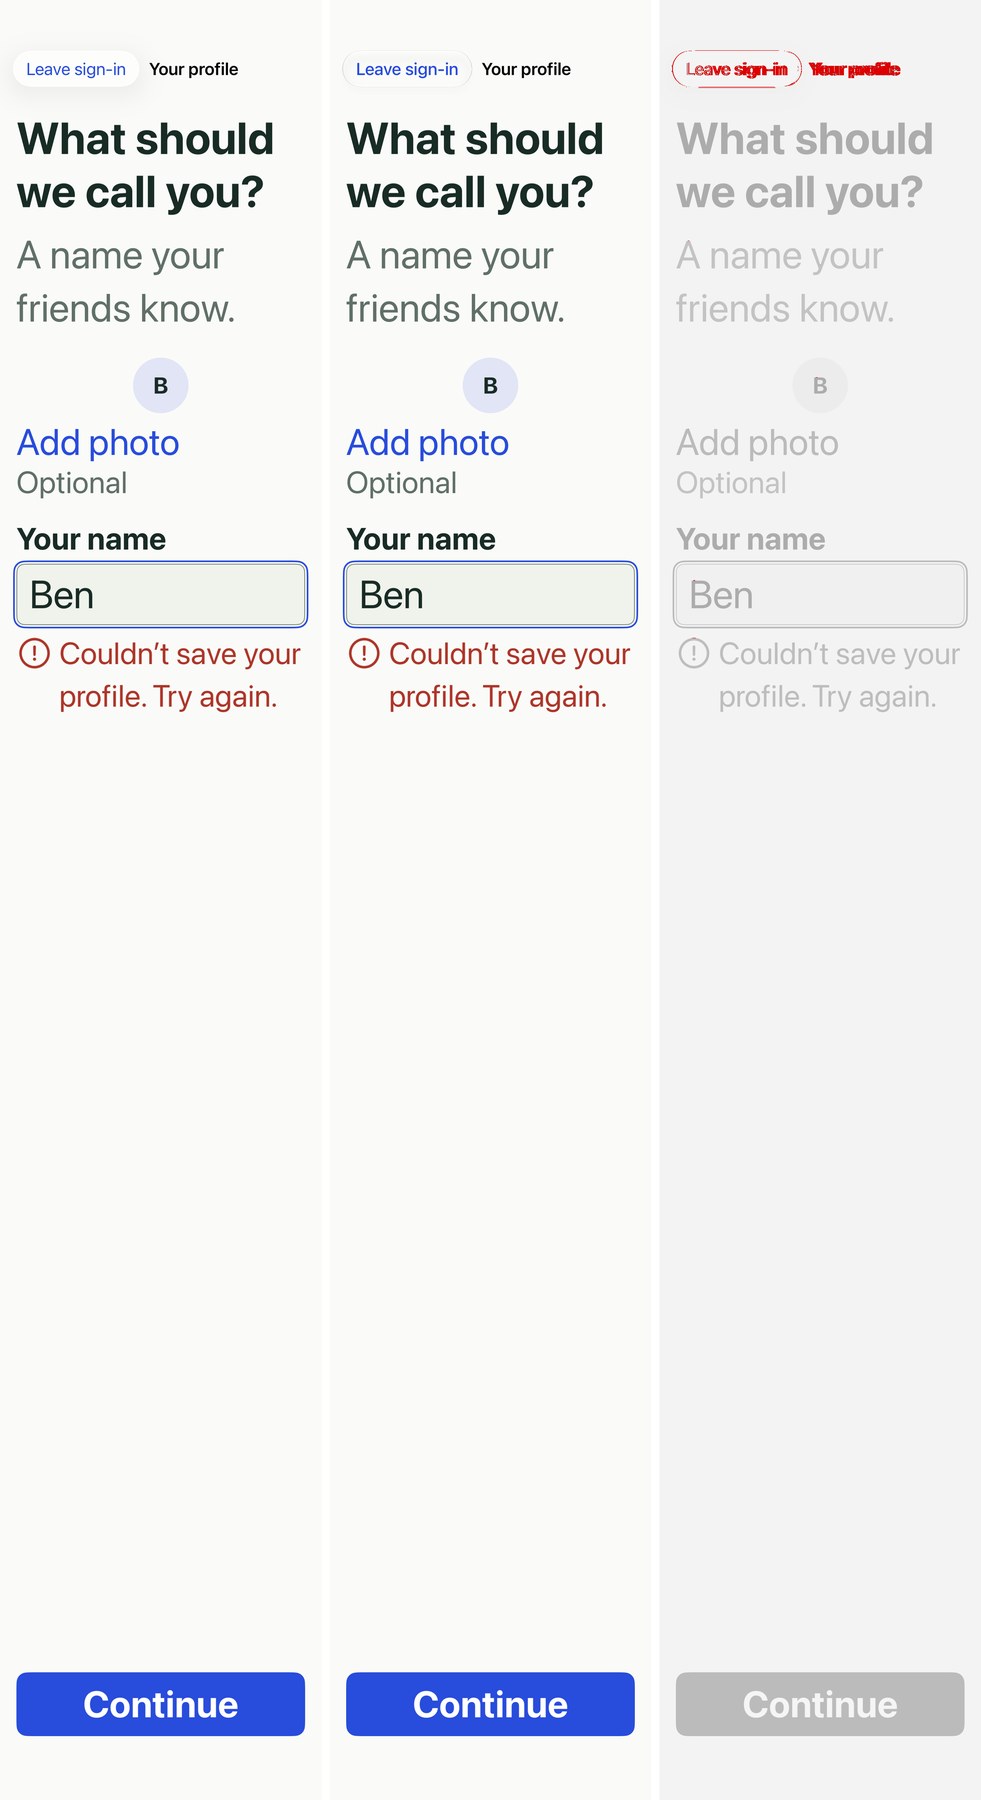 Leave sign-in Your profile
What should
we call you?
A name your
friends know.
B
Add photo
Optional
Your name
Ben
Couldn’t save your
profile. Try again.
Continue
Leave sign-in Your profile
What should
we call you?
A name your
friends know.
B
Add photo
Optional
Your name
Ben
Couldn’t save your
profile. Try again.
Continue
Leave sign-in Your profile
What should
we call you?
A name your
friends know.
B
Add photo
Optional
Your name
Ben
Couldn’t save your
profile. Try again.
Continue